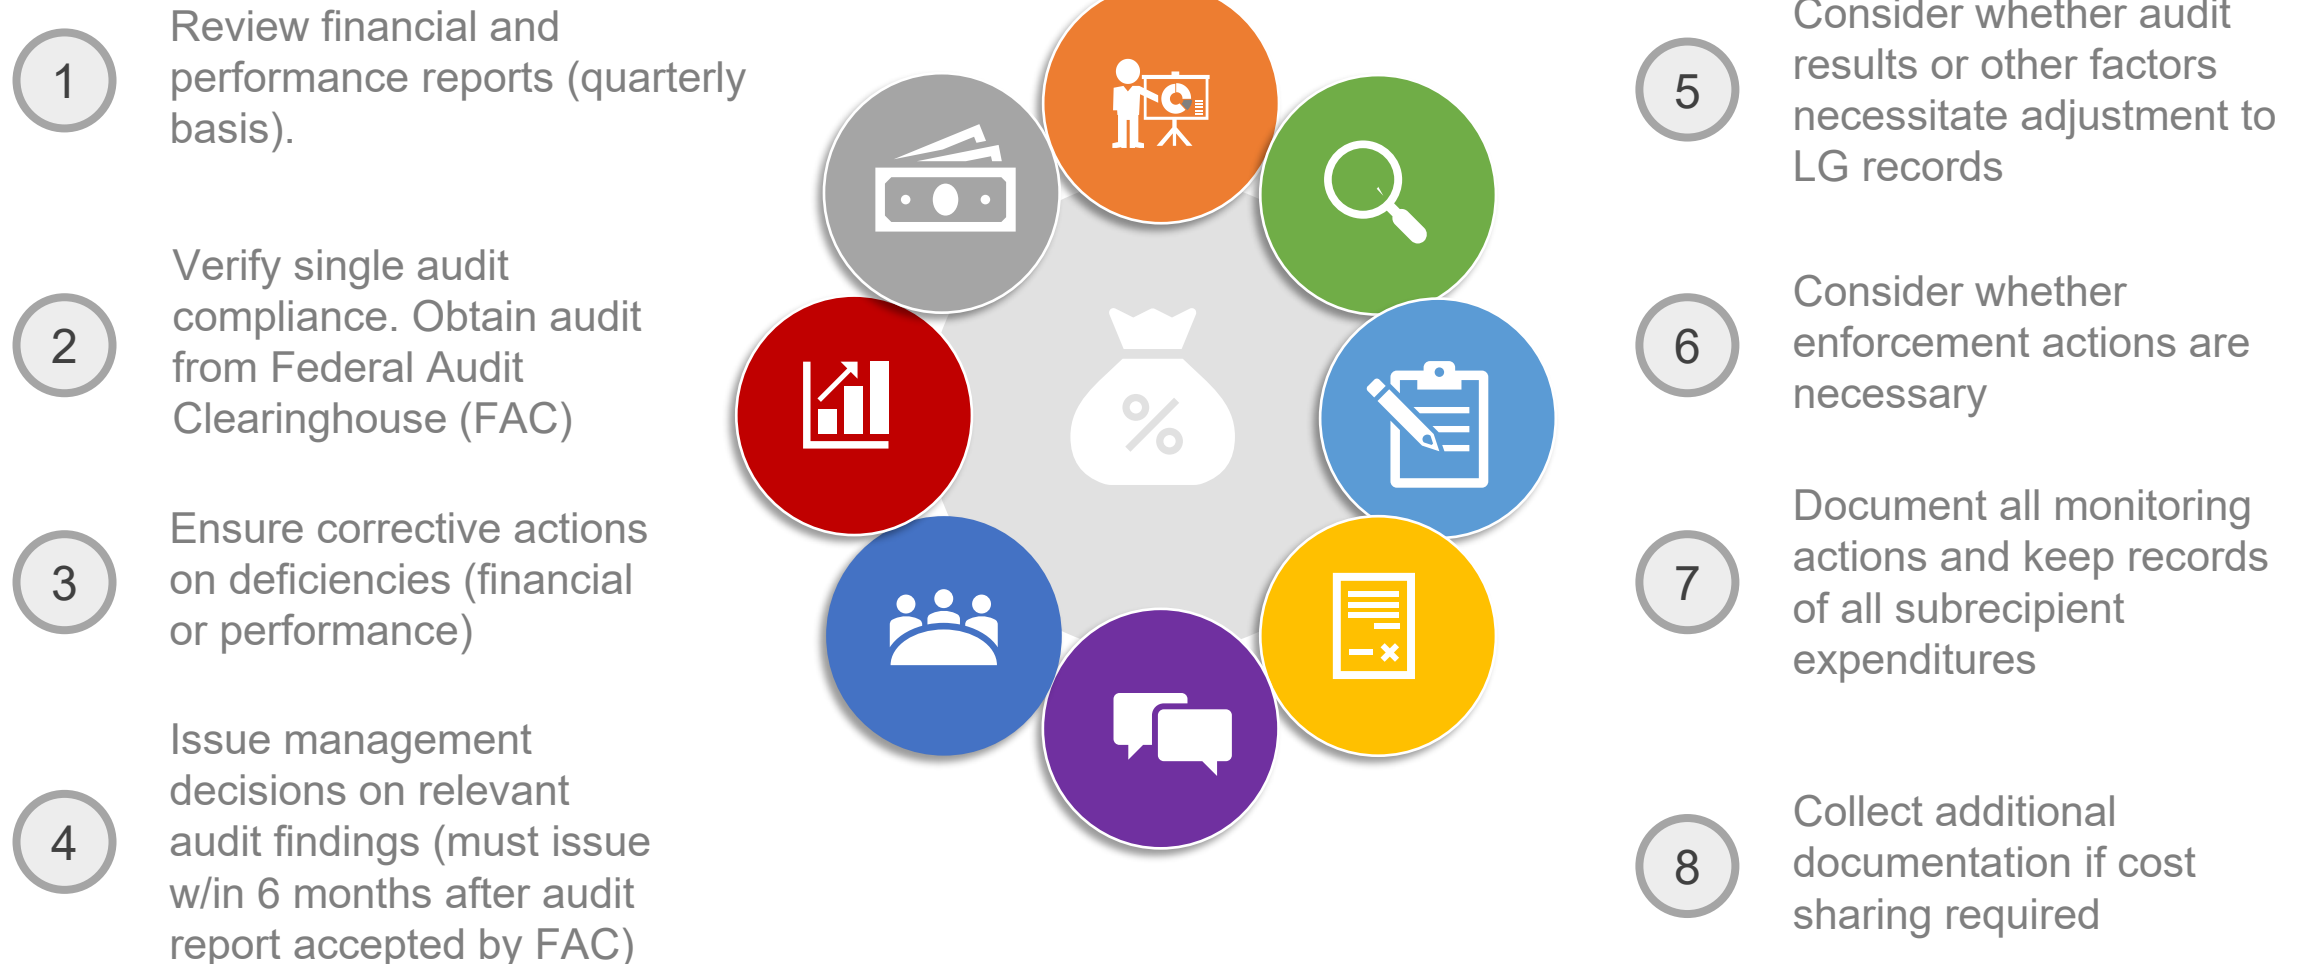 1
Review financial and
performance reports (quarterly
basis).
2
Verify single audit
compliance. Obtain audit
from Federal Audit
Clearinghouse (FAC)
3
Ensure corrective actions
on deficiencies (financial
or performance)
4
Issue management
decisions on relevant
audit findings (must issue
w/in 6 months after audit
report accepted by FAC)
%
5
Consider whether audit
results or other factors
necessitate adjustment to
LG records
6
Consider whether
enforcement actions are
necessary
7
Document all monitoring
actions and keep records
of all subrecipient
expenditures
8
Collect additional
documentation if cost
sharing required